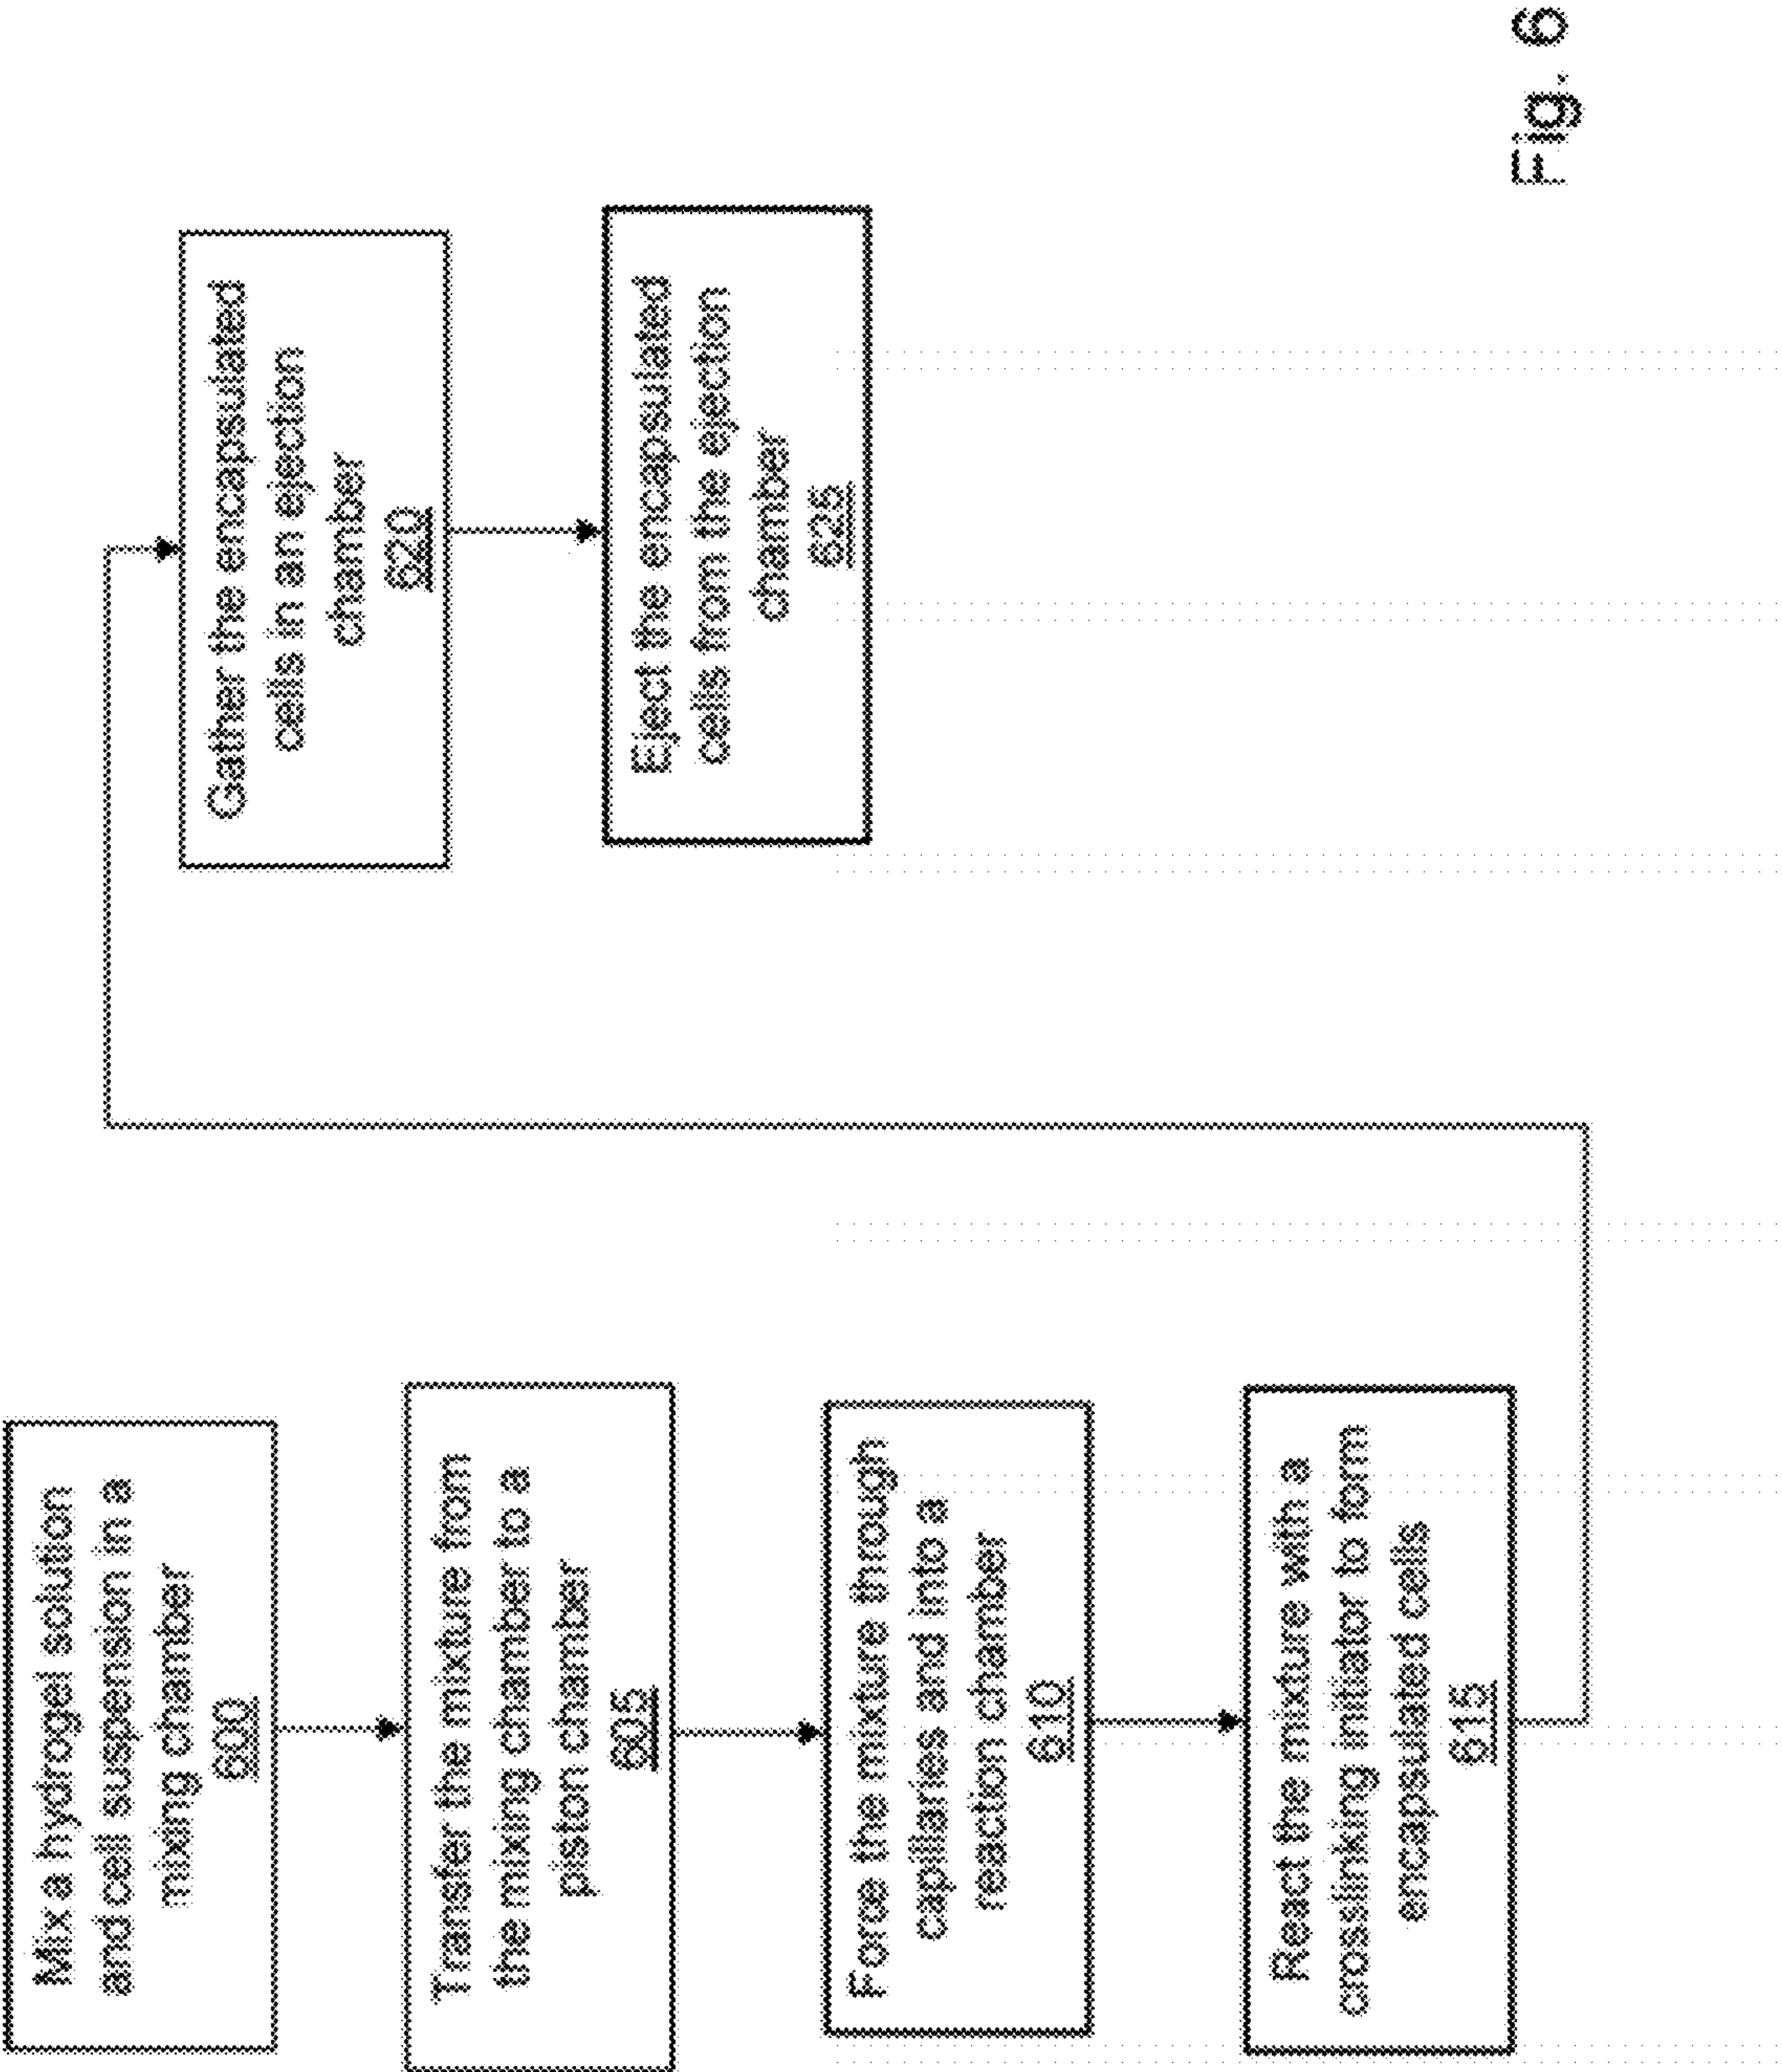 Mix a hydrogel solution
and cell suspension in a
mixing chamber
600
Transfer the mixture from
the mixing chamber to a
piston chamber
605
Force the mixture through
capillaries and into a
reaction chamber
610
React the mixture with a
crosslinking initiator to form
encapsulated cells
615
Gather the encapsulated
cells in an ejection
chamber
620
Eject the encapsulated
cells from the ejection
chamber
625
Fig. 6